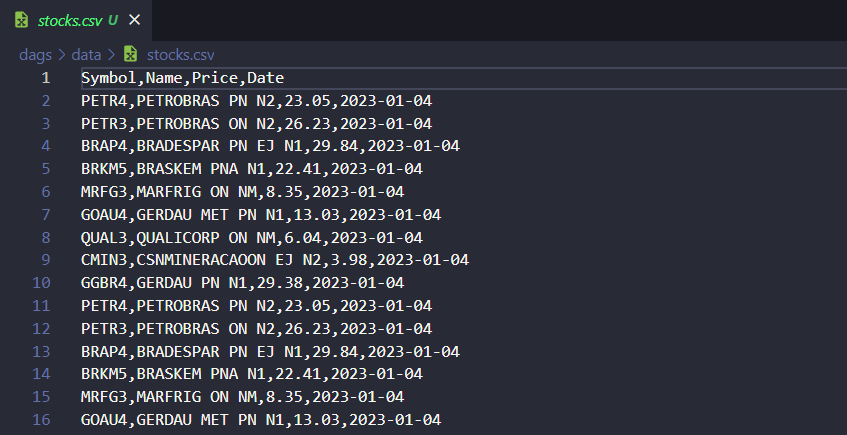 stocks.csv U ×
dags > data > stocks.csv
1 Symbol,Name,Price,Date
2 PETR4,PETROBRAS PN N2,23.05,2023-01-04
3 PETR3,PETROBRAS ON N2,26.23,2023-01-04
4 BRAP4,BRADESPAR PN EJ N1,29.84,2023-01-04
5 BRKM5,BRASKEM PNA N1,22.41,2023-01-04
6 MRFG3,MARFRIG ON NM,8.35,2023-01-04
7 GOAU4,GERDAU MET PN N1,13.03,2023-01-04
8 QUAL3,QUALICORP ON NM,6.04,2023-01-04
9 CMIN3,CSNMINERACAOON EJ N2,3.98,2023-01-04
10 GGBR4,GERDAU PN N1,29.38,2023-01-04
11 PETR4,PETROBRAS PN N2,23.05,2023-01-04
12 PETR3,PETROBRAS ON N2,26.23,2023-01-04
13 BRAP4,BRADESPAR PN EJ N1,29.84,2023-01-04
14 BRKM5,BRASKEM PNA N1,22.41,2023-01-04
15 MRFG3,MARFRIG ON NM,8.35,2023-01-04
16 GOAU4,GERDAU MET PN N1,13.03,2023-01-04